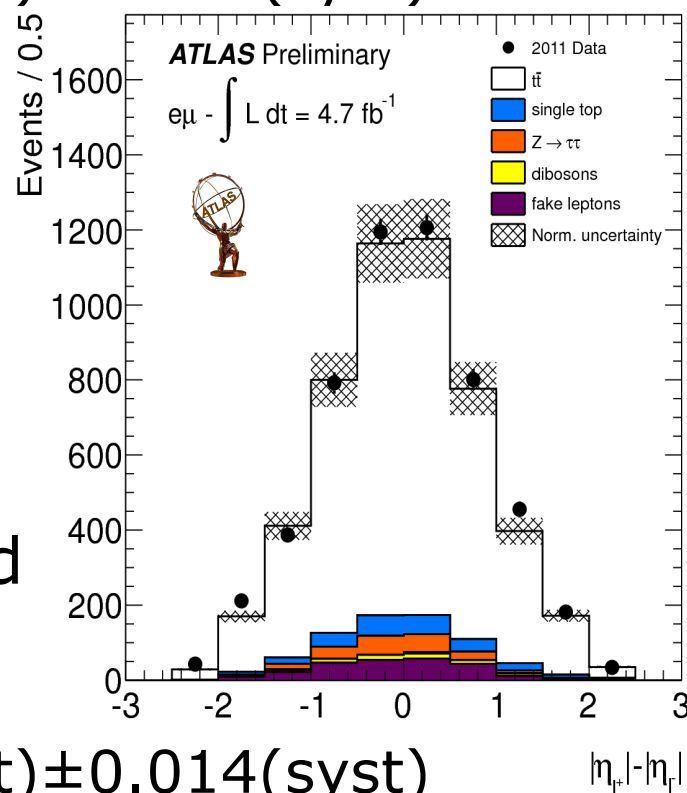 ATLAS Preliminary
eμ - ∫ L dt = 4.7 fb⁻¹
ATLAS
2011 Data
tt̄
single top
Z → ττ
dibosons
fake leptons
Norm. uncertainty
Events / 0.5
1600
1400
1200
1000
800
600
400
200
0
-3 -2 -1 0 1 2 3
|η_l⁺|-|η_l⁻|
d
t)±0.014(syst)